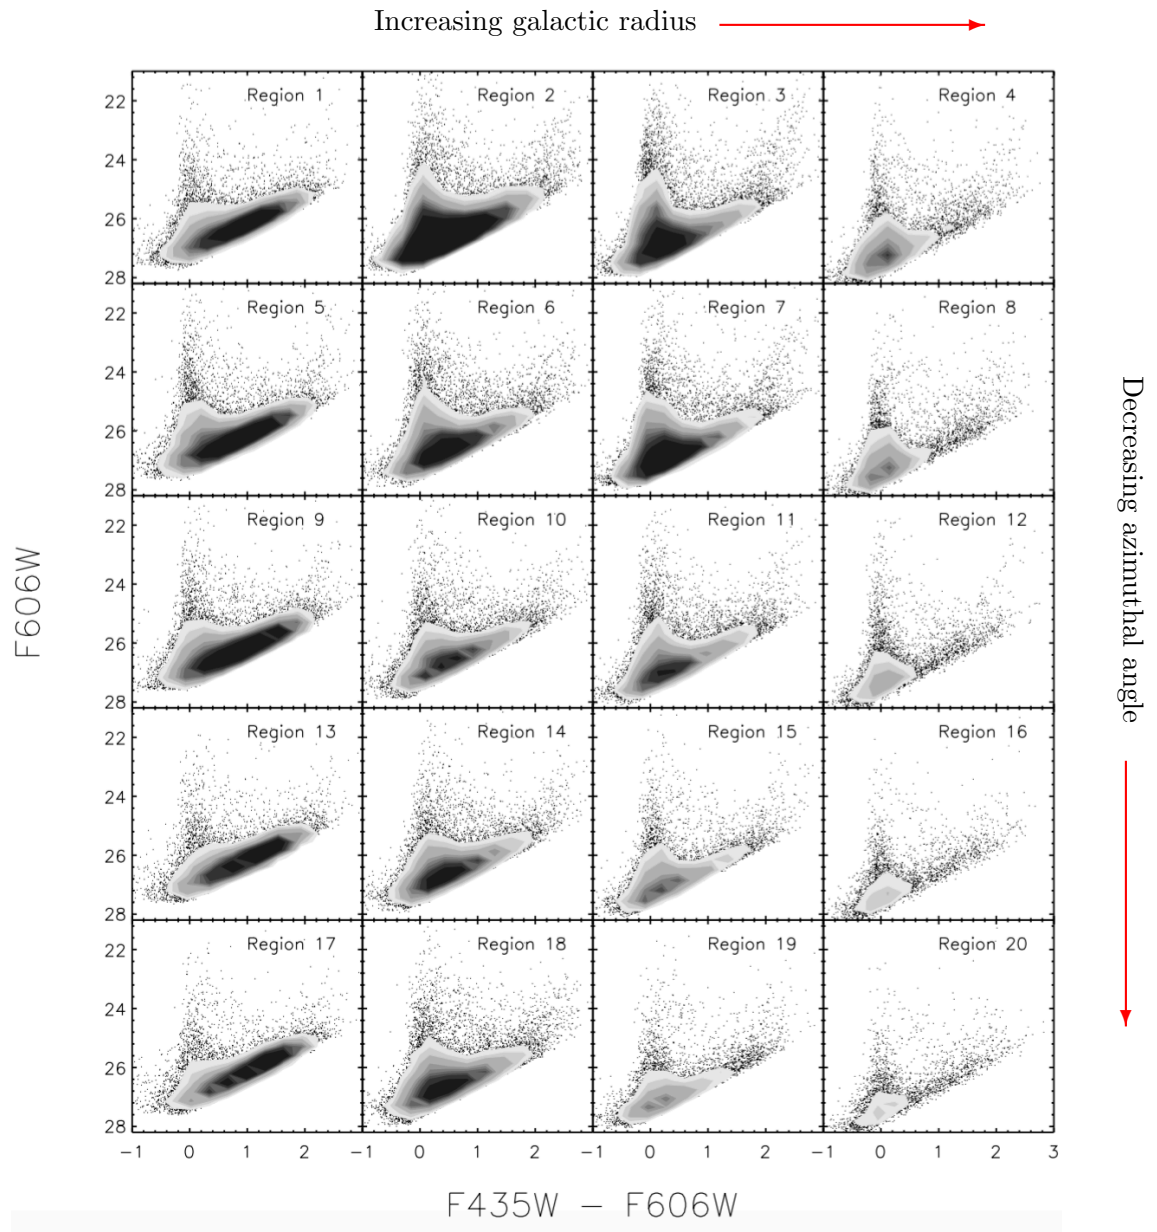 Increasing galactic radius
Region 1
Region 2
Region 3
Region 4
22
24
26
28
Region 5
Region 6
Region 7
Region 8
22
24
26
28
Region 9
Region 10
Region 11
Region 12
22
24
26
28
Region 13
Region 14
Region 15
Region 16
22
24
26
28
Region 17
Region 18
Region 19
Region 20
22
24
26
28
−1 0 1 2 −1 0 1 2 −1 0 1 2 −1 0 1 2 3
F435W − F606W
F606W
Decreasing azimuthal angle